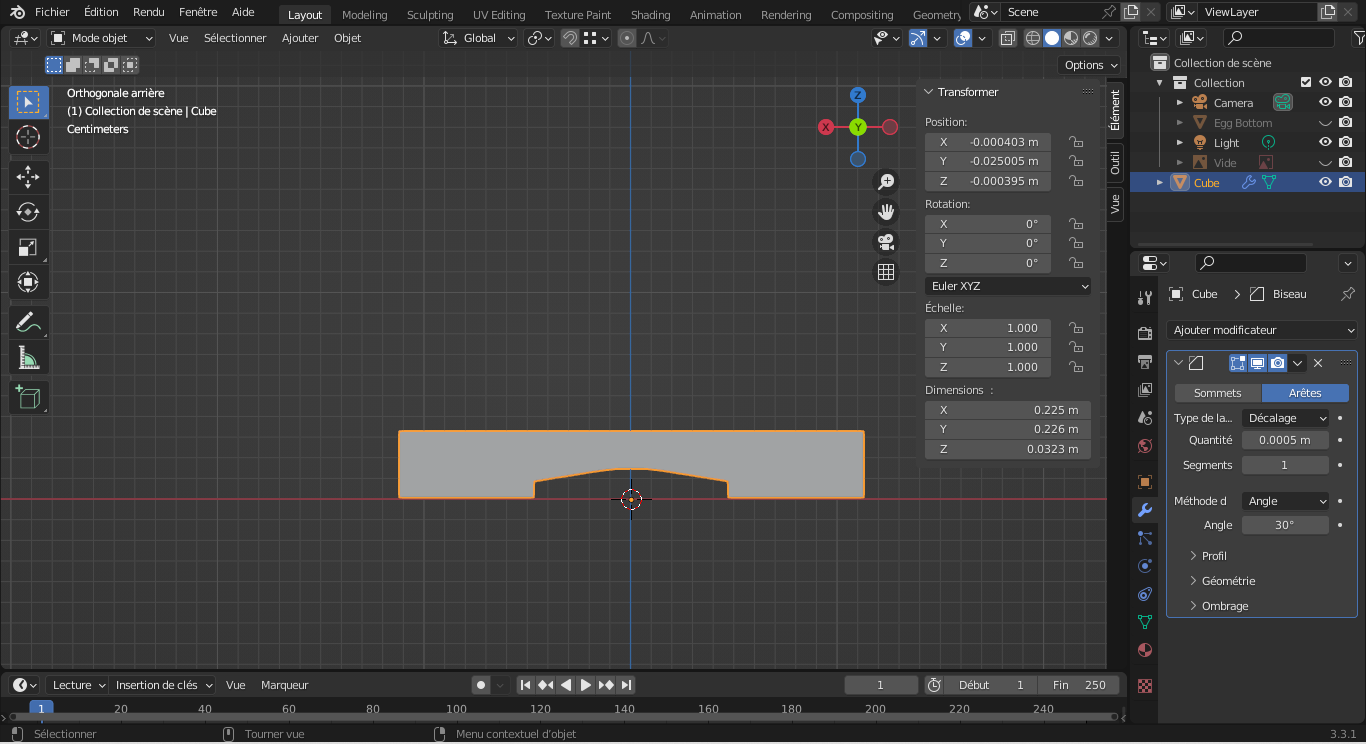 Fichier Édition Rendu Fenêtre Aide Layout Modeling Sculpting UV Editing Texture Paint Shading Animation Rendering Compositing Geometry Scene ViewLayer
Mode objet Vue Sélectionner Ajouter Objet Global
Options
Orthogonale arrière
(1) Collection de scène | Cube
Centimeters
Z
X Y
Transformer
Position:
X -0.000403 m
Y -0.025005 m
Z -0.000395 m
Rotation:
X 0°
Y 0°
Z 0°
Euler XYZ
Échelle:
X 1.000
Y 1.000
Z 1.000
Dimensions :
X 0.225 m
Y 0.226 m
Z 0.0323 m
Élément
Outil
Vue
Collection de scène
Collection
Camera
Egg Bottom
Light
Vide
Cube
Cube Biseau
Ajouter modificateur
Sommets Arêtes
Type de la... Décalage
Quantité 0.0005 m
Segments 1
Méthode d Angle
Angle 30°
Profil
Géométrie
Ombrage
Lecture Insertion de clés Vue Marqueur 1 Début 1 Fin 250
1 20 40 60 80 100 120 140 160 180 200 220 240
Sélectionner Tourner vue Menu contextuel d'objet 3.3.1